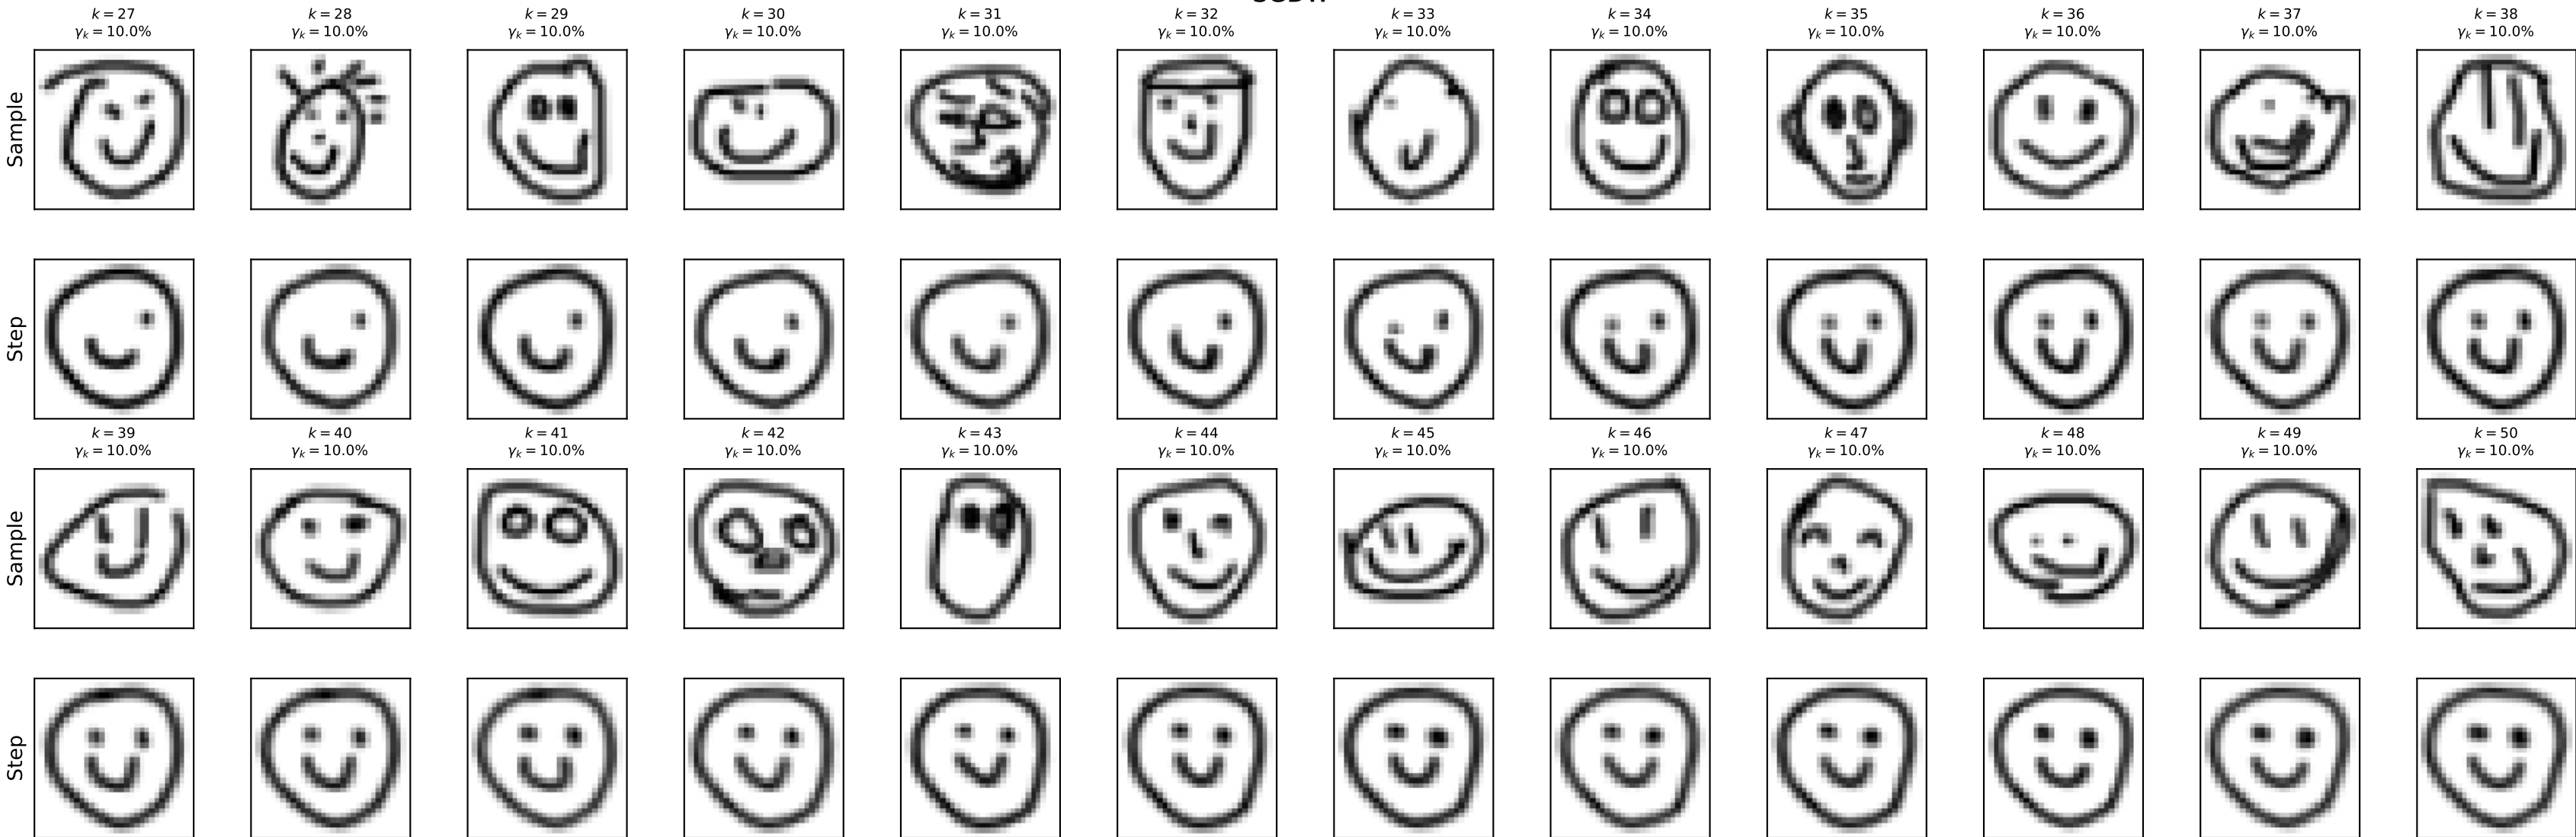 k = 27 k = 28 k = 29 k = 30 k = 31 k = 32 k = 33 k = 34 k = 35 k = 36 k = 37 k = 38
γₖ = 10.0% γₖ = 10.0% γₖ = 10.0% γₖ = 10.0% γₖ = 10.0% γₖ = 10.0% γₖ = 10.0% γₖ = 10.0% γₖ = 10.0% γₖ = 10.0% γₖ = 10.0% γₖ = 10.0%
Sample
Step
k = 39 k = 40 k = 41 k = 42 k = 43 k = 44 k = 45 k = 46 k = 47 k = 48 k = 49 k = 50
γₖ = 10.0% γₖ = 10.0% γₖ = 10.0% γₖ = 10.0% γₖ = 10.0% γₖ = 10.0% γₖ = 10.0% γₖ = 10.0% γₖ = 10.0% γₖ = 10.0% γₖ = 10.0% γₖ = 10.0%
Sample
Step